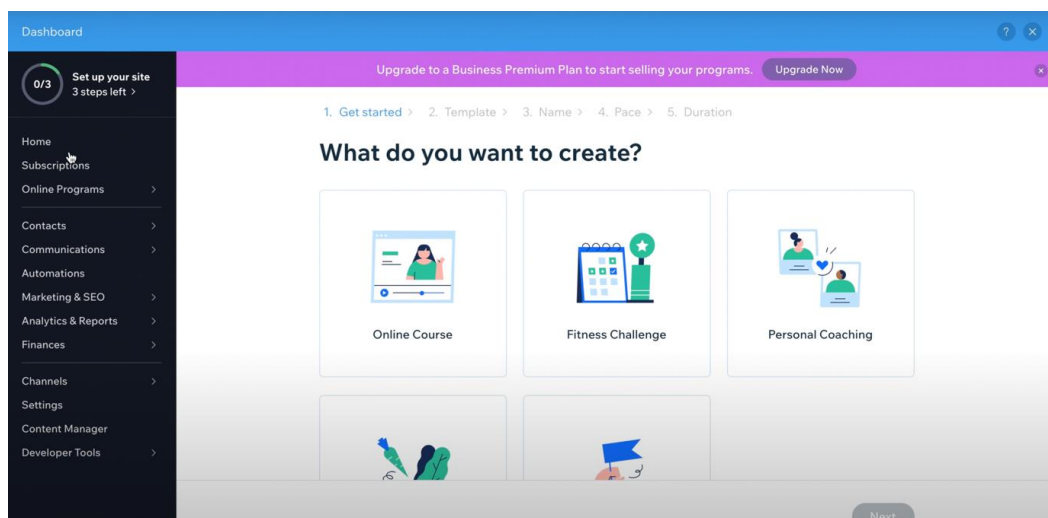 Dashboard
?
0/3
Set up your site
3 steps left >
Home
Subscriptions
Online Programs
Contacts
Communications
Automations
Marketing & SEO
Analytics & Reports
Finances
Channels
Settings
Content Manager
Developer Tools
Upgrade to a Business Premium Plan to start selling your programs. Upgrade Now
1. Get started > 2. Template > 3. Name > 4. Pace > 5. Duration
What do you want to create?
Online Course
Fitness Challenge
Personal Coaching
Next